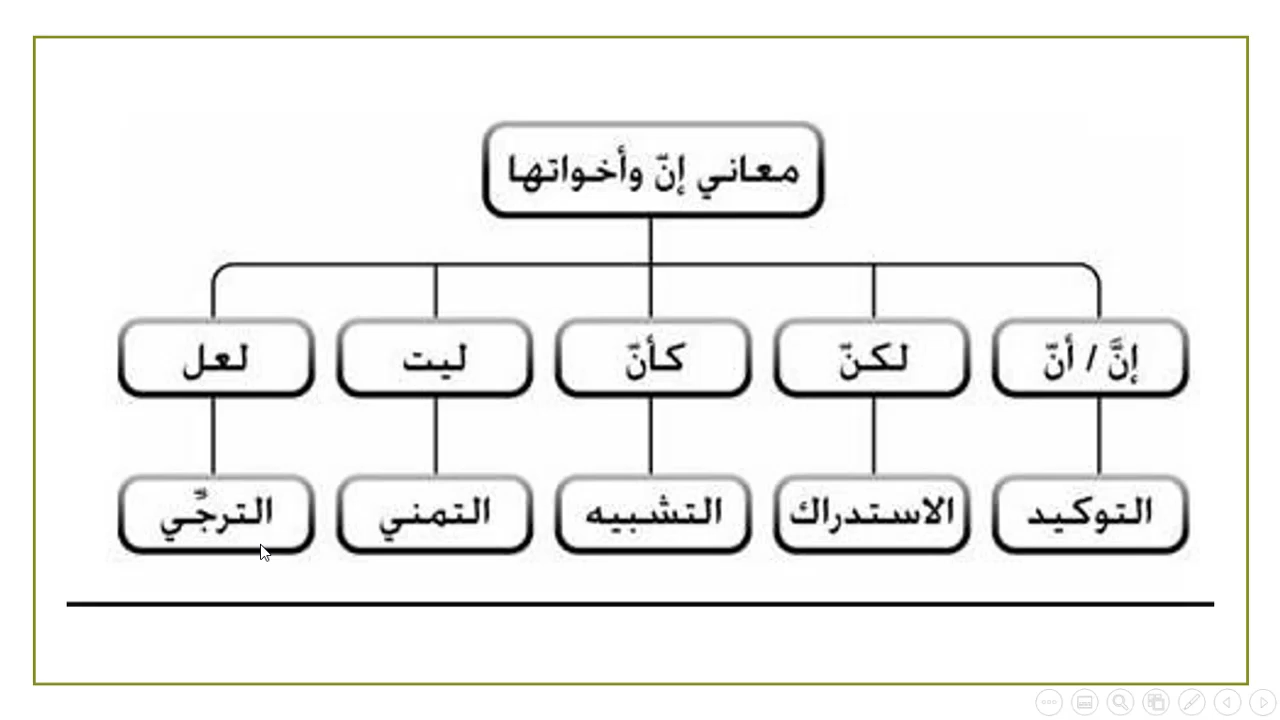 معاني إنّ وأخواتها
إنَّ / أنّ
لكنّ
كأنّ
ليت
لعل
التوكيد
الاستدراك
التشبيه
التمني
الترجّي